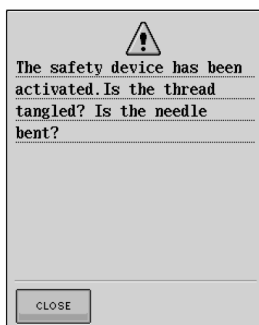 The safety device has been
activated.Is the thread
tangled? Is the needle
bent?
CLOSE